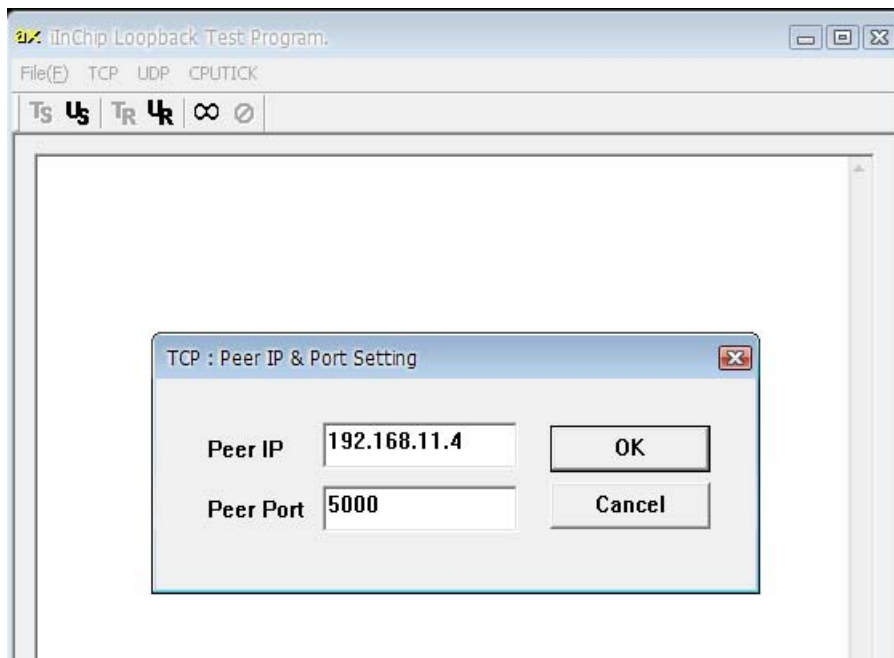 ax iInChip Loopback Test Program.
File(F) TCP UDP CPUTICK
Ts Us TR UR
TCP : Peer IP & Port Setting
Peer IP 192.168.11.4 OK
Peer Port 5000 Cancel